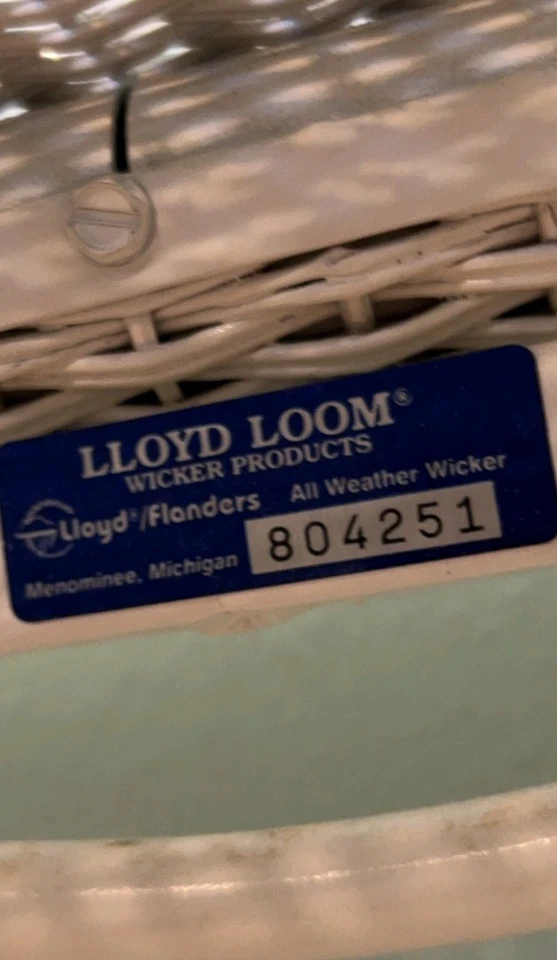 LLOYD LOOM®
WICKER PRODUCTS
Lloyd®/Flanders All Weather Wicker
Menominee, Michigan 804251